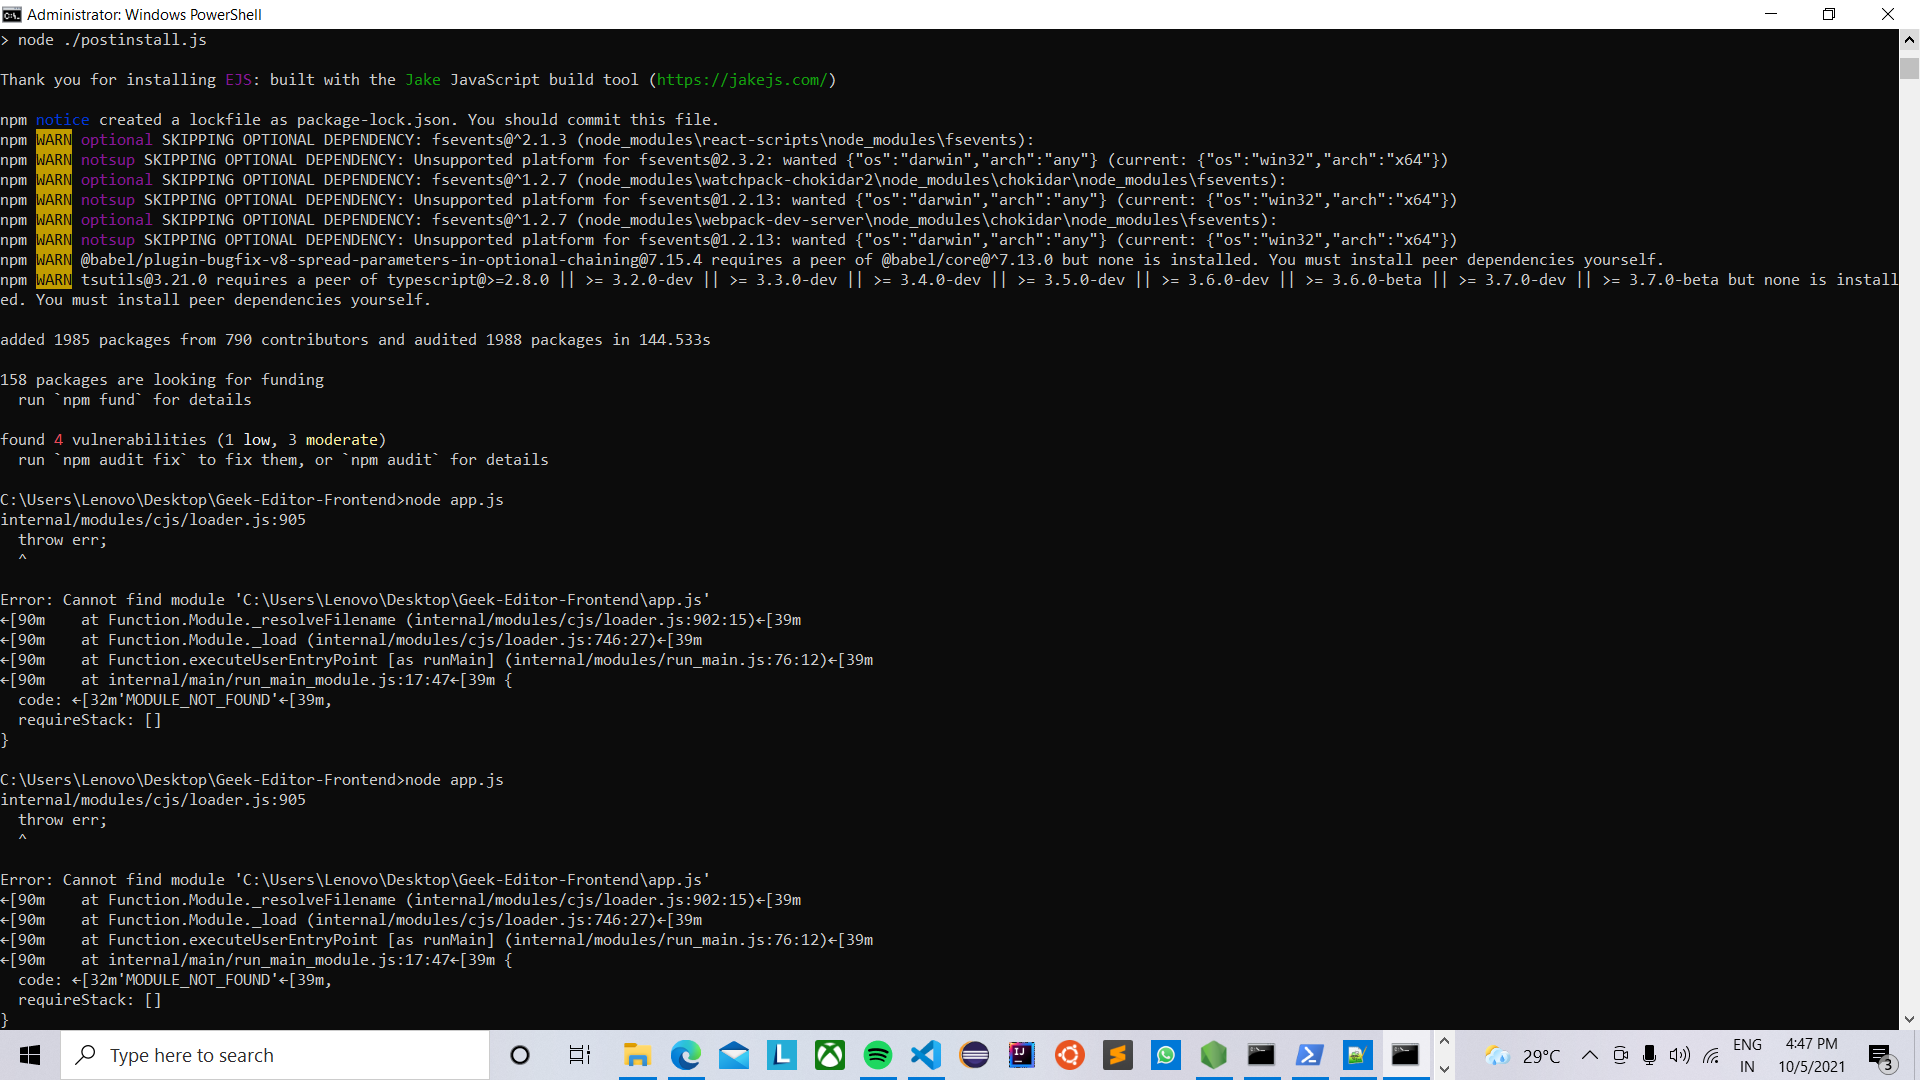 Administrator: Windows PowerShell
> node ./postinstall.js
Thank you for installing EJS: built with the Jake JavaScript build tool (https://jakejs.com/)
npm notice created a lockfile as package-lock.json. You should commit this file.
npm WARN optional SKIPPING OPTIONAL DEPENDENCY: fsevents@^2.1.3 (node_modules\react-scripts\node_modules\fsevents):
npm WARN notsup SKIPPING OPTIONAL DEPENDENCY: Unsupported platform for fsevents@2.3.2: wanted {"os":"darwin","arch":"any"} (current: {"os":"win32","arch":"x64"})
npm WARN optional SKIPPING OPTIONAL DEPENDENCY: fsevents@^1.2.7 (node_modules\watchpack-chokidar2\node_modules\chokidar\node_modules\fsevents):
npm WARN notsup SKIPPING OPTIONAL DEPENDENCY: Unsupported platform for fsevents@1.2.13: wanted {"os":"darwin","arch":"any"} (current: {"os":"win32","arch":"x64"})
npm WARN optional SKIPPING OPTIONAL DEPENDENCY: fsevents@^1.2.7 (node_modules\webpack-dev-server\node_modules\chokidar\node_modules\fsevents):
npm WARN notsup SKIPPING OPTIONAL DEPENDENCY: Unsupported platform for fsevents@1.2.13: wanted {"os":"darwin","arch":"any"} (current: {"os":"win32","arch":"x64"})
npm WARN @babel/plugin-bugfix-v8-spread-parameters-in-optional-chaining@7.15.4 requires a peer of @babel/core@^7.13.0 but none is installed. You must install peer dependencies yourself.
npm WARN tsutils@3.21.0 requires a peer of typescript@>=2.8.0 || >= 3.2.0-dev || >= 3.3.0-dev || >= 3.4.0-dev || >= 3.5.0-dev || >= 3.6.0-dev || >= 3.6.0-beta || >= 3.7.0-dev || >= 3.7.0-beta but none is install
ed. You must install peer dependencies yourself.
added 1985 packages from 790 contributors and audited 1988 packages in 144.533s
158 packages are looking for funding
  run `npm fund` for details
found 4 vulnerabilities (1 low, 3 moderate)
  run `npm audit fix` to fix them, or `npm audit` for details
C:\Users\Lenovo\Desktop\Geek-Editor-Frontend>node app.js
internal/modules/cjs/loader.js:905
  throw err;
  ^
Error: Cannot find module 'C:\Users\Lenovo\Desktop\Geek-Editor-Frontend\app.js'
←[90m    at Function.Module._resolveFilename (internal/modules/cjs/loader.js:902:15)←[39m
←[90m    at Function.Module._load (internal/modules/cjs/loader.js:746:27)←[39m
←[90m    at Function.executeUserEntryPoint [as runMain] (internal/modules/run_main.js:76:12)←[39m
←[90m    at internal/main/run_main_module.js:17:47←[39m {
  code: ←[32m'MODULE_NOT_FOUND'←[39m,
  requireStack: []
}
C:\Users\Lenovo\Desktop\Geek-Editor-Frontend>node app.js
internal/modules/cjs/loader.js:905
  throw err;
  ^
Error: Cannot find module 'C:\Users\Lenovo\Desktop\Geek-Editor-Frontend\app.js'
←[90m    at Function.Module._resolveFilename (internal/modules/cjs/loader.js:902:15)←[39m
←[90m    at Function.Module._load (internal/modules/cjs/loader.js:746:27)←[39m
←[90m    at Function.executeUserEntryPoint [as runMain] (internal/modules/run_main.js:76:12)←[39m
←[90m    at internal/main/run_main_module.js:17:47←[39m {
  code: ←[32m'MODULE_NOT_FOUND'←[39m,
  requireStack: []
}
Type here to search
L
IJ
29°C
ENG
IN
4:47 PM
10/5/2021
3